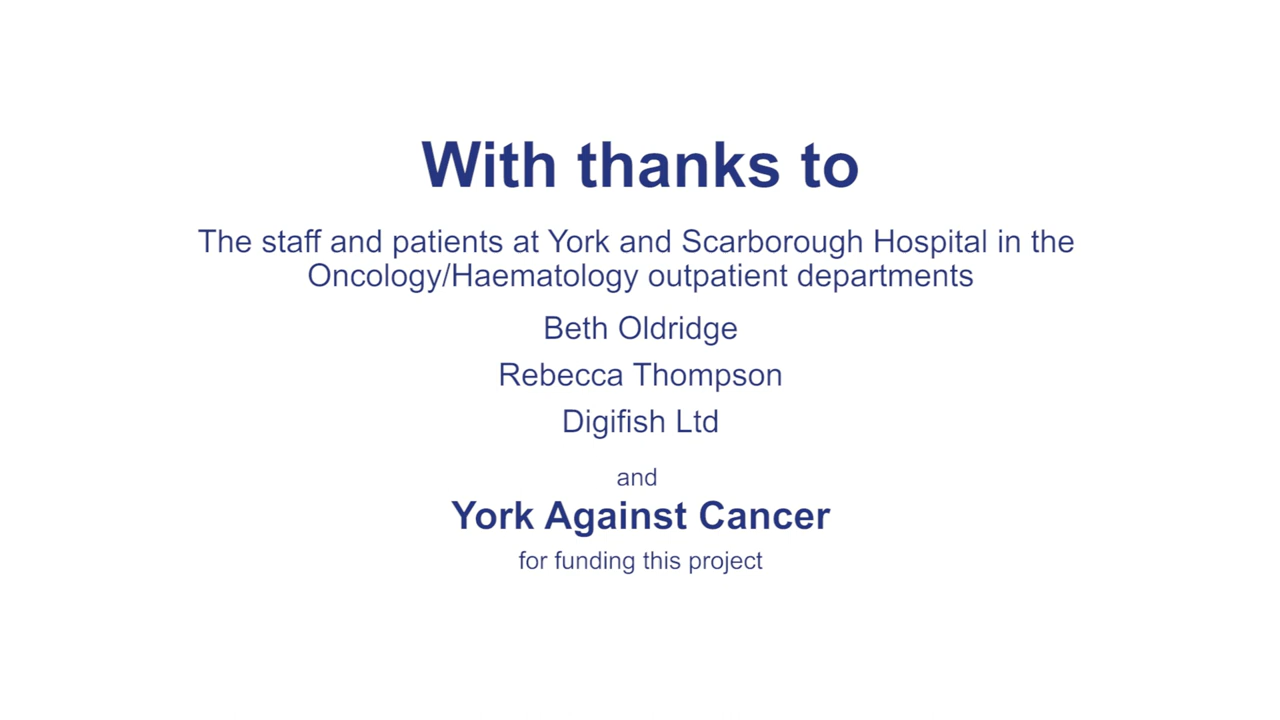 With thanks to
The staff and patients at York and Scarborough Hospital in the
Oncology/Haematology outpatient departments
Beth Oldridge
Rebecca Thompson
Digifish Ltd
and
York Against Cancer
for funding this project